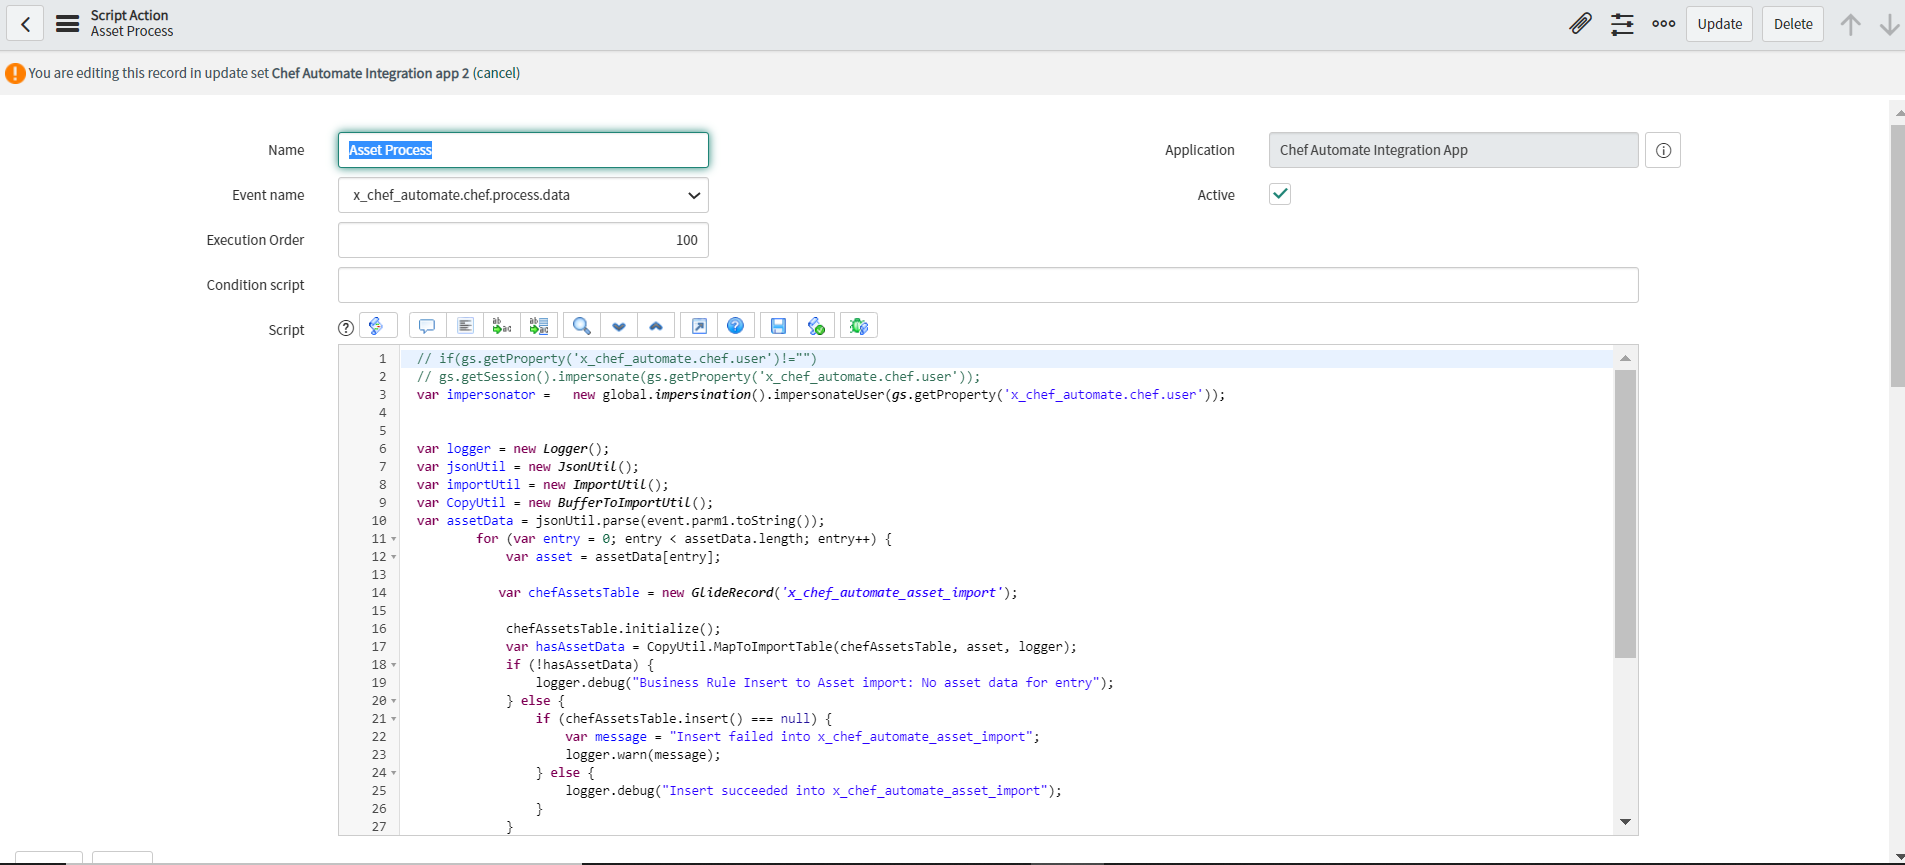 Script Action
Asset Process
Update
Delete
You are editing this record in update set Chef Automate Integration app 2 (cancel)
Name
Asset Process
Application
Chef Automate Integration App
Event name
x_chef_automate.chef.process.data
Active
Execution Order
100
Condition script
Script
1 // if(gs.getProperty('x_chef_automate.chef.user')!="")
2 // gs.getSession().impersonate(gs.getProperty('x_chef_automate.chef.user'));
3 var impersonator =   new global.impersination().impersonateUser(gs.getProperty('x_chef_automate.chef.user'));
4
5
6 var logger = new Logger();
7 var jsonUtil = new JsonUtil();
8 var importUtil = new ImportUtil();
9 var CopyUtil = new BufferToImportUtil();
10 var assetData = jsonUtil.parse(event.parm1.toString());
11 for (var entry = 0; entry < assetData.length; entry++) {
12 var asset = assetData[entry];
13
14 var chefAssetsTable = new GlideRecord('x_chef_automate_asset_import');
15
16 chefAssetsTable.initialize();
17 var hasAssetData = CopyUtil.MapToImportTable(chefAssetsTable, asset, logger);
18 if (!hasAssetData) {
19 logger.debug("Business Rule Insert to Asset import: No asset data for entry");
20 } else {
21 if (chefAssetsTable.insert() === null) {
22 var message = "Insert failed into x_chef_automate_asset_import";
23 logger.warn(message);
24 } else {
25 logger.debug("Insert succeeded into x_chef_automate_asset_import");
26 }
27 }